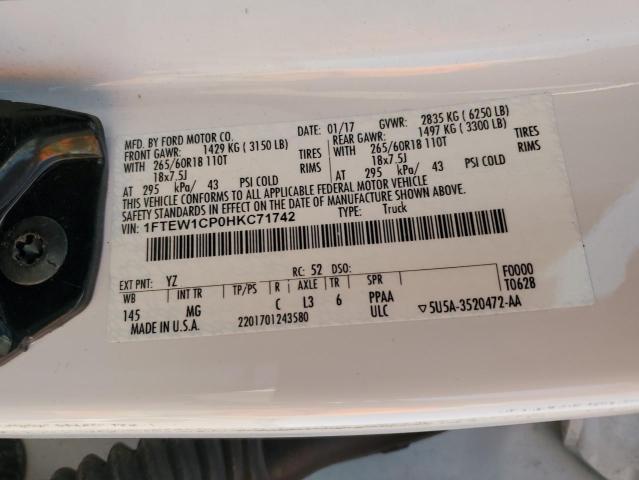 MFD. BY FORD MOTOR CO. DATE: 01/17 GVWR: 2835 KG ( 6250 LB)
FRONT GAWR: 1429 KG ( 3150 LB) REAR GAWR: 1497 KG ( 3300 LB)
WITH 265/60R18 110T TIRES WITH 265/60R18 110T TIRES
18x7.5J RIMS 18x7.5J RIMS
AT 295 kPa/ 43 PSI COLD AT 295 kPa/ 43 PSI COLD
THIS VEHICLE CONFORMS TO ALL APPLICABLE FEDERAL MOTOR VEHICLE
SAFETY STANDARDS IN EFFECT ON THE DATE OF MANUFACTURE SHOWN ABOVE.
VIN: 1FTEW1CP0HKC71742 TYPE: Truck
EXT PNT: YZ RC: 52 DSO: F0000
WB INT TR TP/PS R AXLE TR SPR T0628
145 MG C L3 6 PPAA
MADE IN U.S.A. 2201701243580 ULC 5U5A-3520472-AA